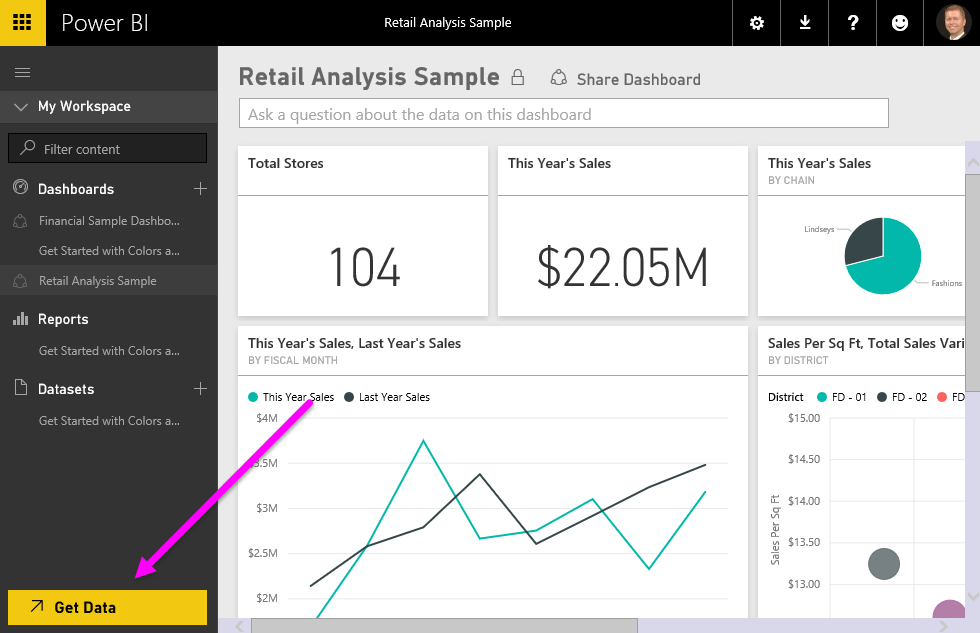 Power BI
Retail Analysis Sample
?
My Workspace
Filter content
Dashboards
Financial Sample Dashbo...
Get Started with Colors a...
Retail Analysis Sample
Reports
Get Started with Colors a...
Datasets
Get Started with Colors a...
Get Data
Retail Analysis Sample
Share Dashboard
Ask a question about the data on this dashboard
Total Stores
104
This Year's Sales
$22.05M
This Year's Sales
BY CHAIN
Lindseys
Fashions
This Year's Sales, Last Year's Sales
BY FISCAL MONTH
This Year Sales
Last Year Sales
$4M
$3.5M
$3M
$2.5M
$2M
Sales Per Sq Ft, Total Sales Vari
BY DISTRICT
District FD - 01 FD - 02 FD
Sales Per Sq Ft
$15.00
$14.50
$14.00
$13.50
$13.00